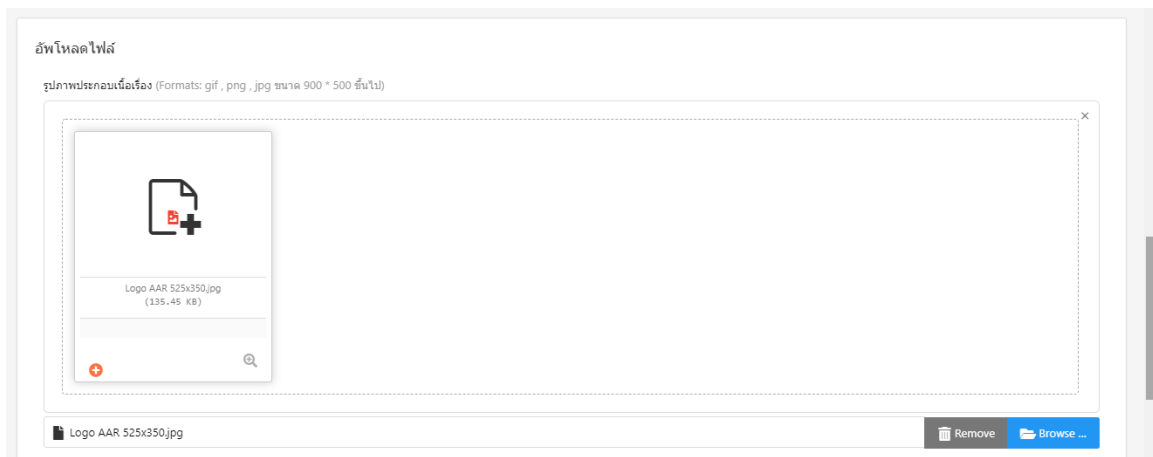 อัพโหลดไฟล์
รูปภาพประกอบเนื้อเรื่อง (Formats: gif , png , jpg ขนาด 900 * 500 ขึ้นไป)
×
Logo AAR 525x350.jpg
(135.45 KB)
Logo AAR 525x350.jpg
Remove
Browse ...